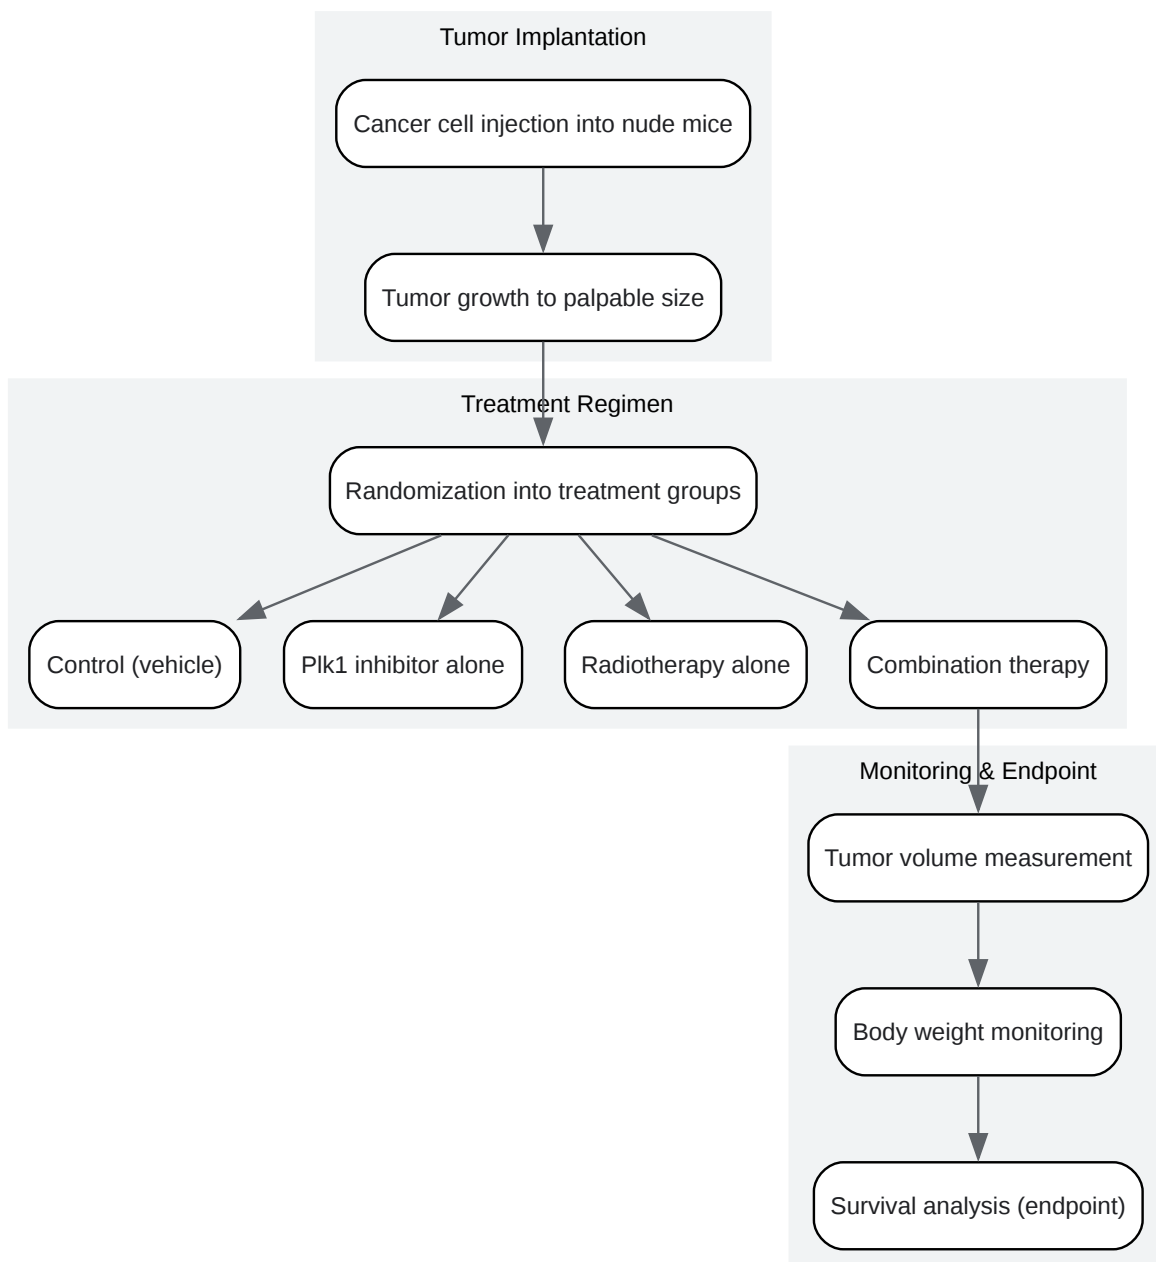 Tumor Implantation
Cancer cell injection into nude mice
Tumor growth to palpable size
Treatment Regimen
Randomization into treatment groups
Control (vehicle)
Plk1 inhibitor alone
Radiotherapy alone
Combination therapy
Monitoring & Endpoint
Tumor volume measurement
Body weight monitoring
Survival analysis (endpoint)